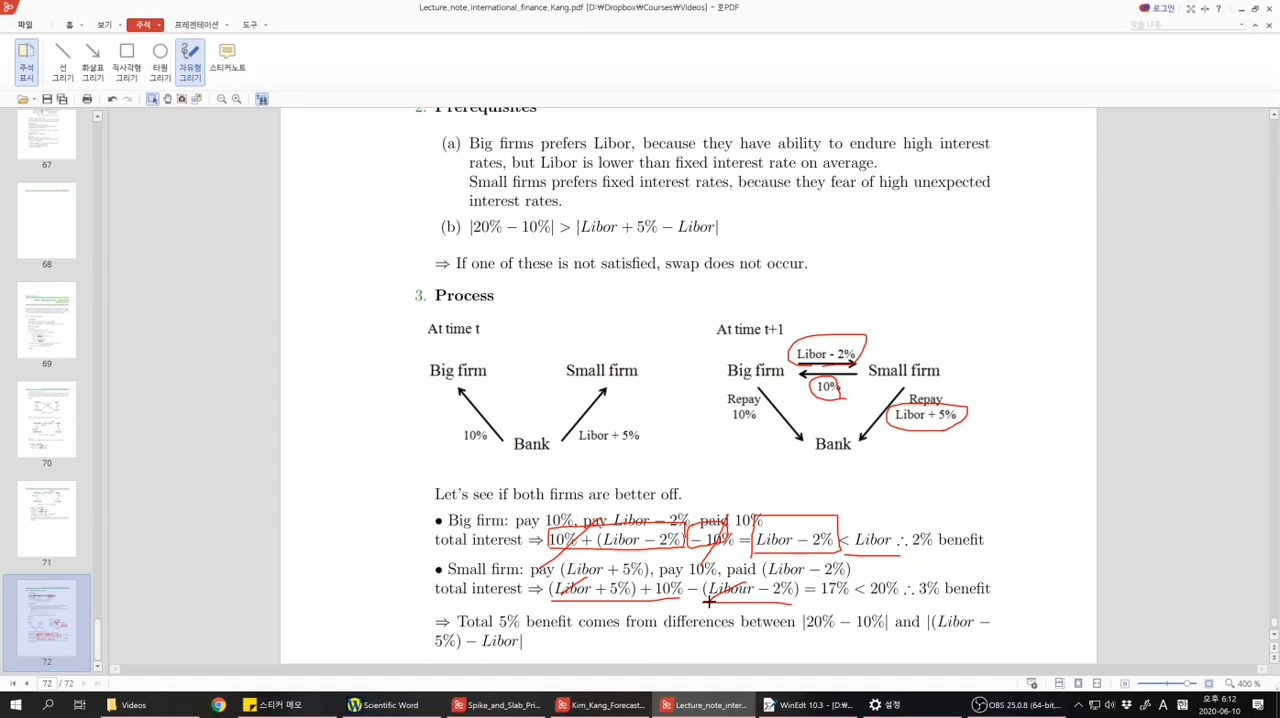 Lecture_note_international_finance_Kang.pdf [D:₩Dropbox₩Courses₩Videos] - 호PDF
로그인
파일 홈 보기 주석 프레젠테이션 도구
찾을 내용
주석 표시
선 그리기
화살표 그리기
직사각형 그리기
타원 그리기
자유형 그리기
스티커노트
67
68
69
70
71
72
2. Prerequisites
(a) Big firms prefers Libor, because they have ability to endure high interest
rates, but Libor is lower than fixed interest rate on average.
Small firms prefers fixed interest rates, because they fear of high unexpected
interest rates.
(b) |20% − 10%| > |Libor + 5% − Libor|
⇒ If one of these is not satisfied, swap does not occur.
3. Process
At time t
Big firm Small firm
10% Bank Libor + 5%
At time t+1
Libor - 2%
Big firm Small firm
10%
Repay 10%
Repay Libor + 5%
Bank
Let's see if both firms are better off.
• Big firm: pay 10%, pay Libor − 2%, paid 10%
total interest ⇒ 10% + (Libor − 2%) − 10% = Libor − 2% < Libor ∴ 2% benefit
• Small firm: pay (Libor + 5%), pay 10%, paid (Libor − 2%)
total interest ⇒ (Libor + 5%) + 10% − (Libour − 2%) = 17% < 20% ∴ 3% benefit
⇒ Total 5% benefit comes from differences between |20% − 10%| and |(Libor −
5%) − Libor|
72 / 72
400 %
Videos
스티커 메모
Scientific Word
Spike_and_Slab_Pri...
Kim_Kang_Forecast...
Lecture_note_inter...
WinEdt 10.3 - [D:₩...
설정
OBS 25.0.8 (64-bit,...
A
오후 6:12
2020-06-10